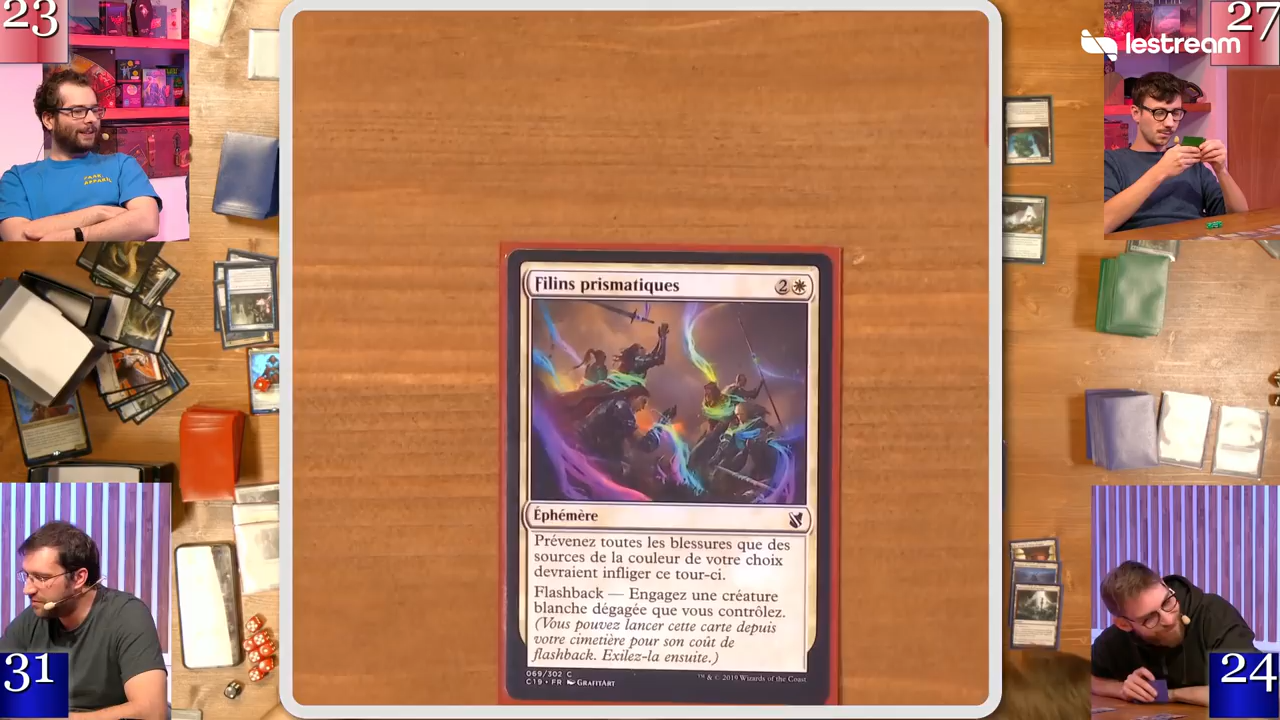 23
27
lestream
Filins prismatiques 2
Éphémère
Prévenez toutes les blessures que des
sources de la couleur de votre choix
devraient infliger ce tour-ci.
Flashback — Engagez une créature
blanche dégagée que vous contrôlez.
(Vous pouvez lancer cette carte depuis
votre cimetière pour son coût de
flashback. Exilez-la ensuite.)
069/302 C
C19 • FR GRAFITART
™ & © 2019 Wizards of the Coast
31
24